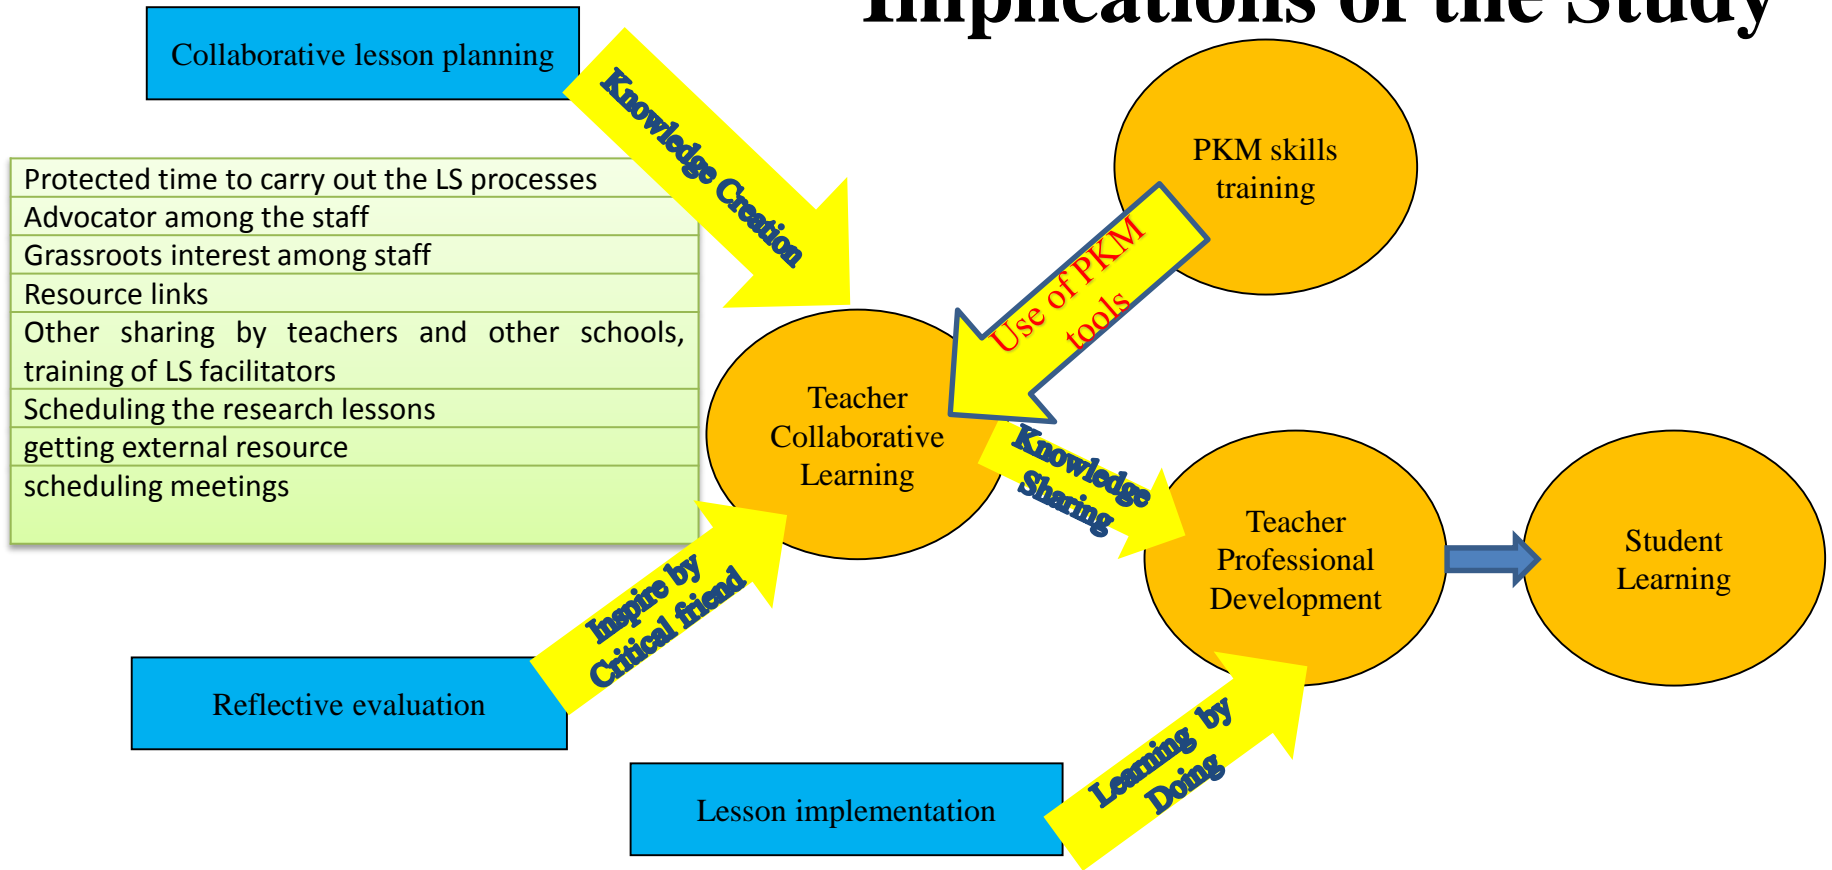 Implications of the Study
Collaborative lesson planning
Knowledge Creation
PKM skills
training
Protected time to carry out the LS processes
Advocator among the staff
Grassroots interest among staff
Resource links
Other sharing by teachers and other schools,
training of LS facilitators
Scheduling the research lessons
getting external resource
scheduling meetings
Use of PKM
tools
Teacher
Collaborative
Learning
Knowledge
Sharing
Teacher
Professional
Development
Student
Learning
Inspire by
Critical friend
Reflective evaluation
Learning by
Doing
Lesson implementation